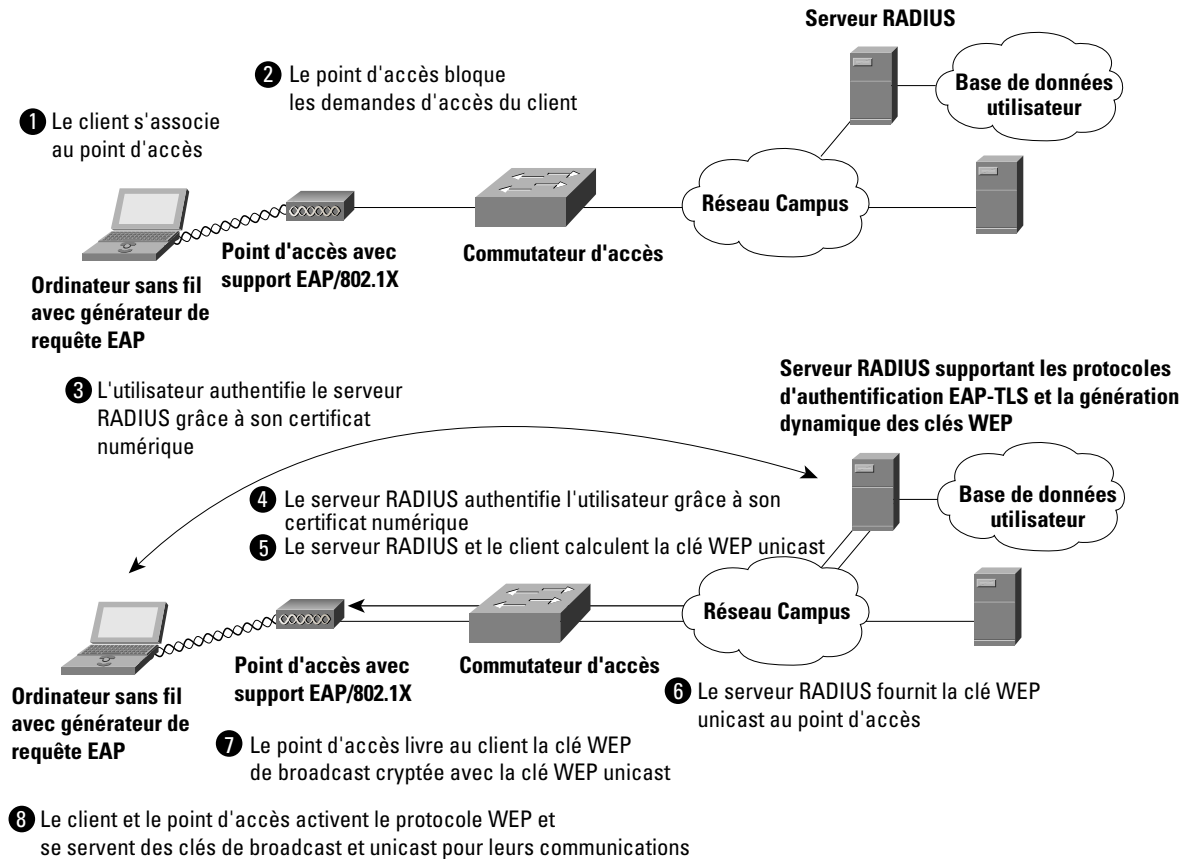 Serveur RADIUS
Base de données
utilisateur
2 Le point d'accès bloque
les demandes d'accès du client
1 Le client s'associe
au point d'accès
Réseau Campus
Point d'accès avec
support EAP/802.1X
Commutateur d'accès
Ordinateur sans fil
avec générateur de
requête EAP
3 L'utilisateur authentifie le serveur
RADIUS grâce à son certificat
numérique
Serveur RADIUS supportant les protocoles
d'authentification EAP-TLS et la génération
dynamique des clés WEP
4 Le serveur RADIUS authentifie l'utilisateur grâce à son
certificat numérique
5 Le serveur RADIUS et le client calculent la clé WEP unicast
Base de données
utilisateur
Réseau Campus
Point d'accès avec
support EAP/802.1X
Commutateur d'accès
Ordinateur sans fil
avec générateur de
requête EAP
6 Le serveur RADIUS fournit la clé WEP
unicast au point d'accès
7 Le point d'accès livre au client la clé WEP
de broadcast cryptée avec la clé WEP unicast
8 Le client et le point d'accès activent le protocole WEP et
se servent des clés de broadcast et unicast pour leurs communications